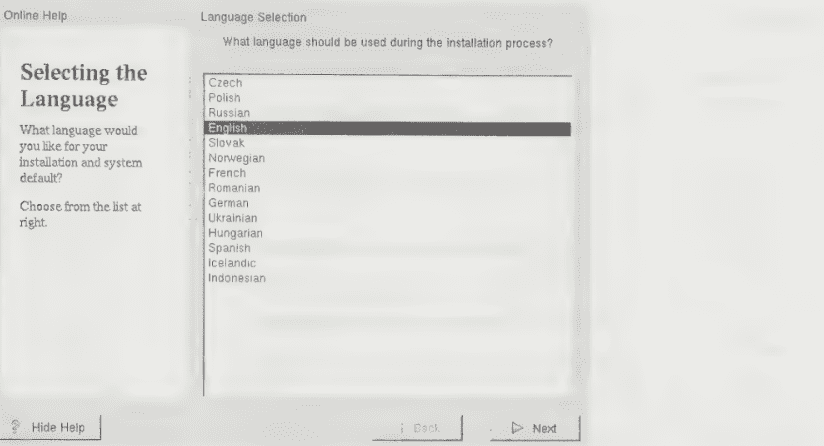 Online Help
Language Selection
What language should be used during the installation process?
Selecting the
Language
What language would
you like for your
installation and system
default?
Choose from the list at
right.
Czech
Polish
Russian
English
Slovak
Norwegian
French
Romanian
German
Ukrainian
Hungarian
Spanish
Icelandic
Indonesian
Hide Help
Back
Next